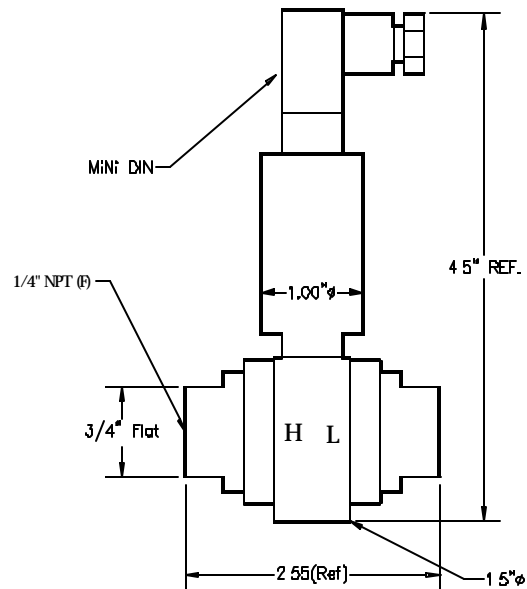 MINI DIN
4 5" REF.
1/4" NPT (F)
1.00"ø
3/4" Flat
H L
2 55(Ref)
1 5"ø